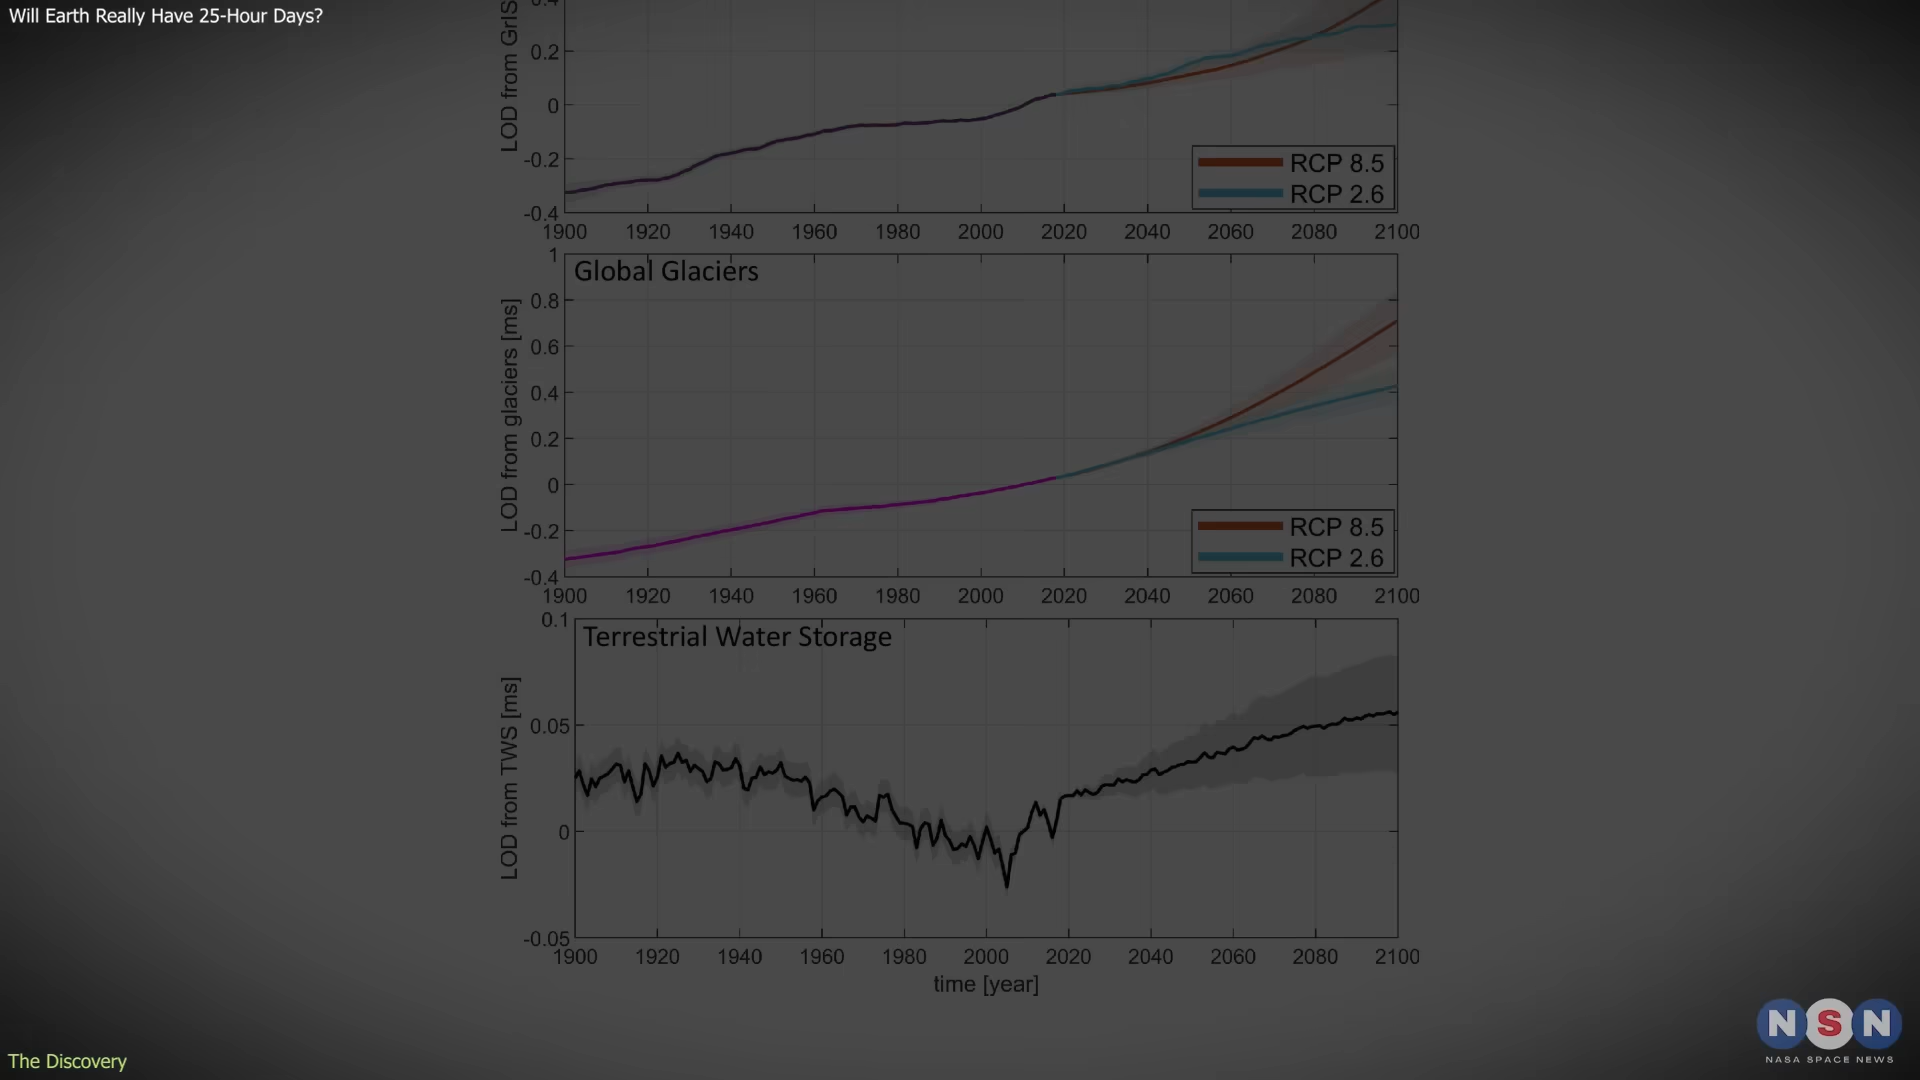 Will Earth Really Have 25-Hour Days?
LOD from GrIS
0.2
0
-0.2
-0.4
RCP 8.5
RCP 2.6
1900 1920 1940 1960 1980 2000 2020 2040 2060 2080 2100
Global Glaciers
LOD from glaciers [ms]
1
0.8
0.6
0.4
0.2
0
-0.2
-0.4
RCP 8.5
RCP 2.6
1900 1920 1940 1960 1980 2000 2020 2040 2060 2080 2100
Terrestrial Water Storage
LOD from TWS [ms]
0.1
0.05
0
-0.05
1900 1920 1940 1960 1980 2000 2020 2040 2060 2080 2100
time [year]
NSN
NASA SPACE NEWS
The Discovery